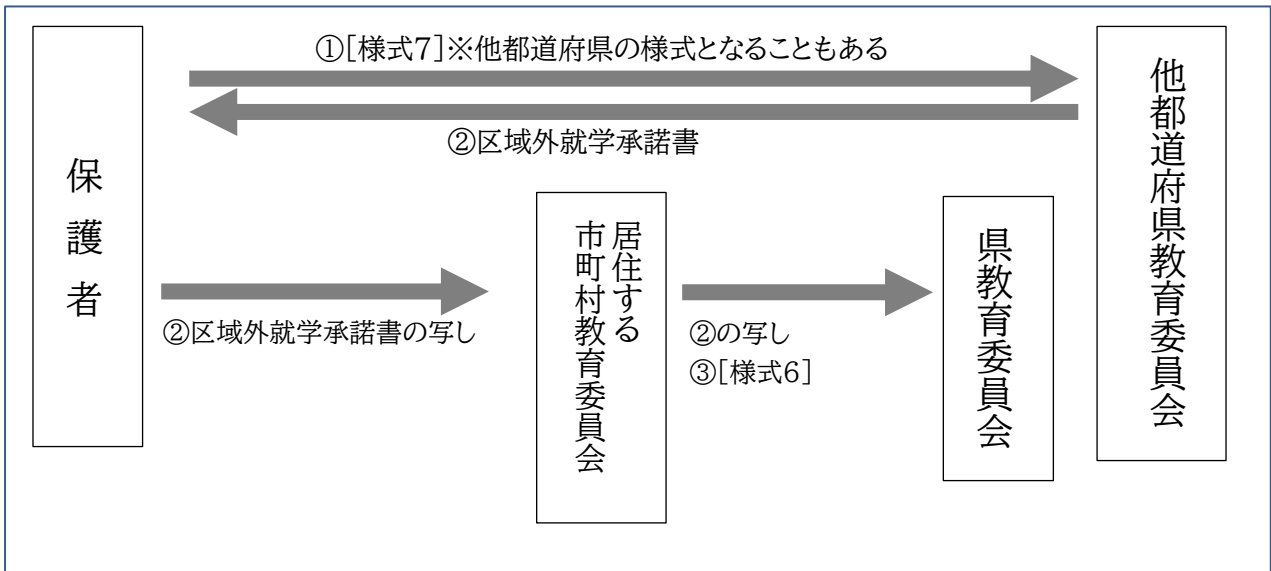 ①[様式7]※他都道府県の様式となることもある
②区域外就学承諾書
保護者
②区域外就学承諾書の写し
居住する
市町村教育委員会
②の写し
③[様式6]
県教育委員会
他都道府県教育委員会